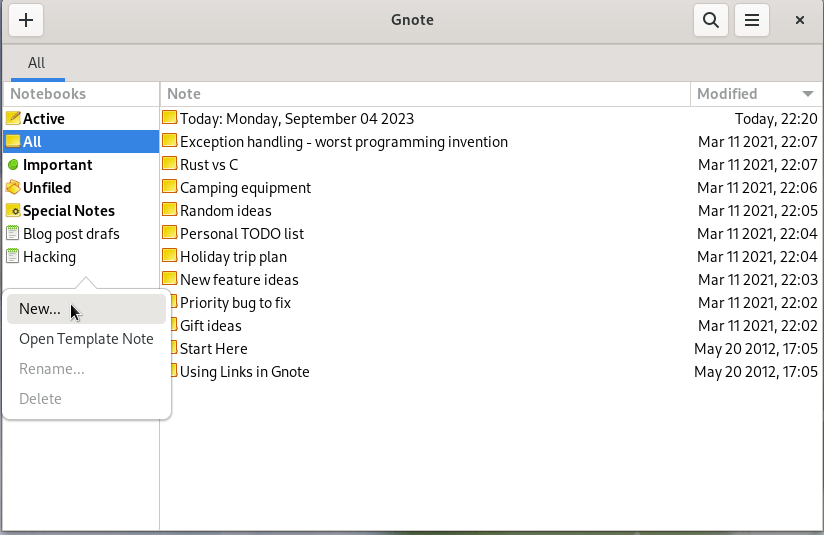 Gnote
All
Notebooks
Note
Modified
Active
All
Important
Unfiled
Special Notes
Blog post drafs
Hacking
New...
Open Template Note
Rename...
Delete
Today: Monday, September 04 2023 Today, 22:20
Exception handling - worst programming invention Mar 11 2021, 22:07
Rust vs C Mar 11 2021, 22:07
Camping equipment Mar 11 2021, 22:06
Random ideas Mar 11 2021, 22:05
Personal TODO list Mar 11 2021, 22:04
Holiday trip plan Mar 11 2021, 22:04
New feature ideas Mar 11 2021, 22:03
Priority bug to fix Mar 11 2021, 22:02
Gift ideas Mar 11 2021, 22:02
Start Here May 20 2012, 17:05
Using Links in Gnote May 20 2012, 17:05